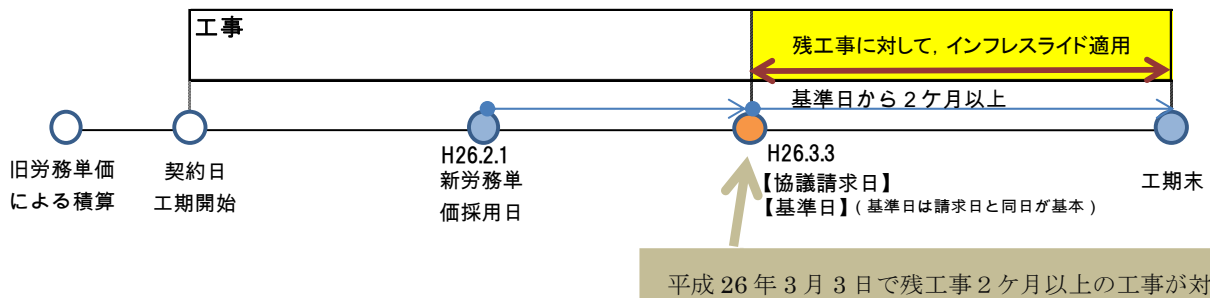 工事
残工事に対して，インフレスライド適用
基準日から２ケ月以上
旧労務単価
による積算
契約日
工期開始
H26.2.1
新労務単
価採用日
H26.3.3
【協議請求日】
【基準日】（基準日は請求日と同日が基本）
工期末
平成 26 年 3 月 3 日で残工事２ケ月以上の工事が対